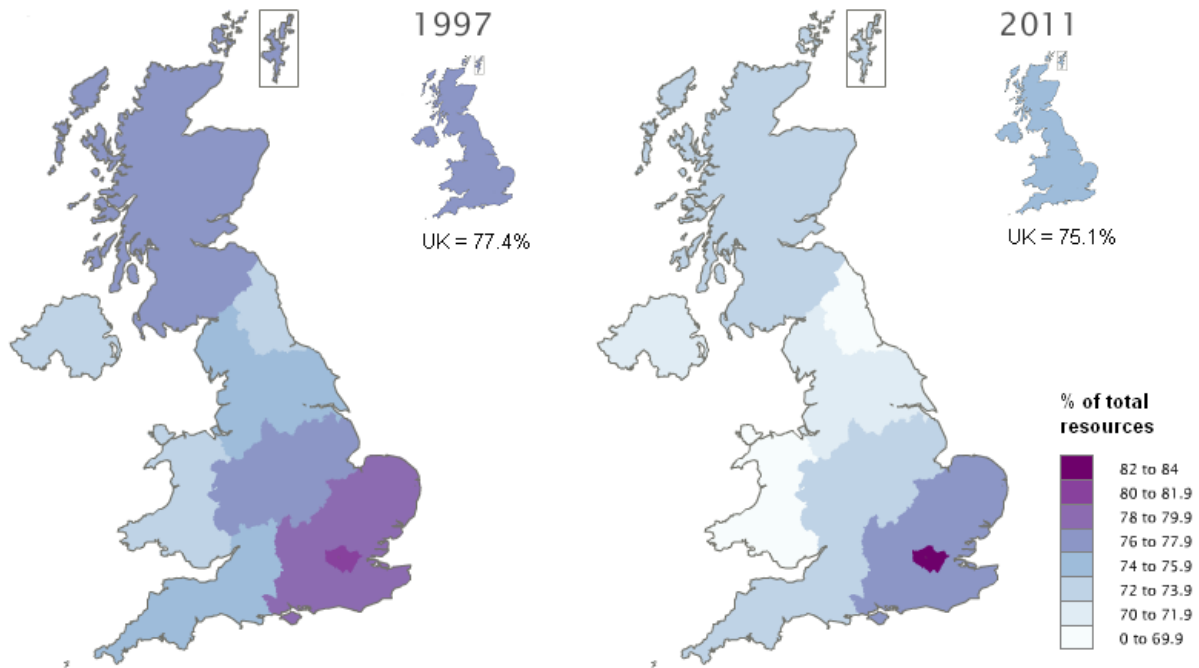 1997
2011
UK = 77.4%
UK = 75.1%
% of total
resources
82 to 84
80 to 81.9
78 to 79.9
76 to 77.9
74 to 75.9
72 to 73.9
70 to 71.9
0 to 69.9